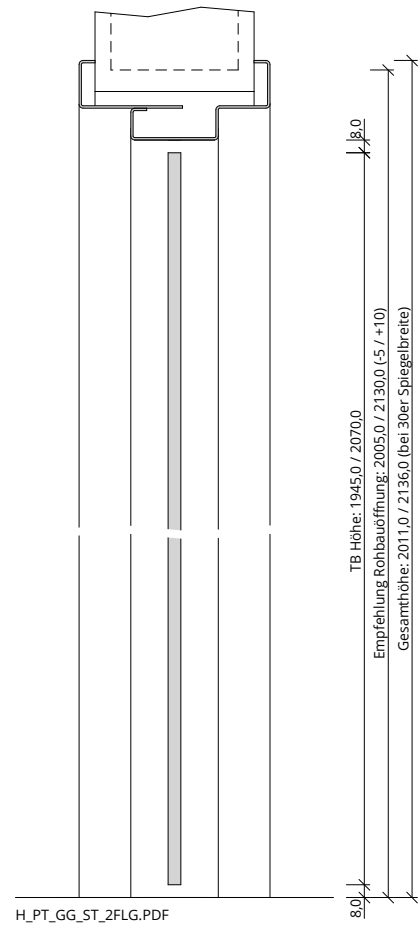 8,0
TB Höhe: 1945,0 / 2070,0
Empfehlung Rohbauöffnung: 2005,0 / 2130,0 (-5 / +10)
Gesamthöhe: 2011,0 / 2136,0 (bei 30er Spiegelbreite)
8,0
H_PT_GG_ST_2FLG.PDF